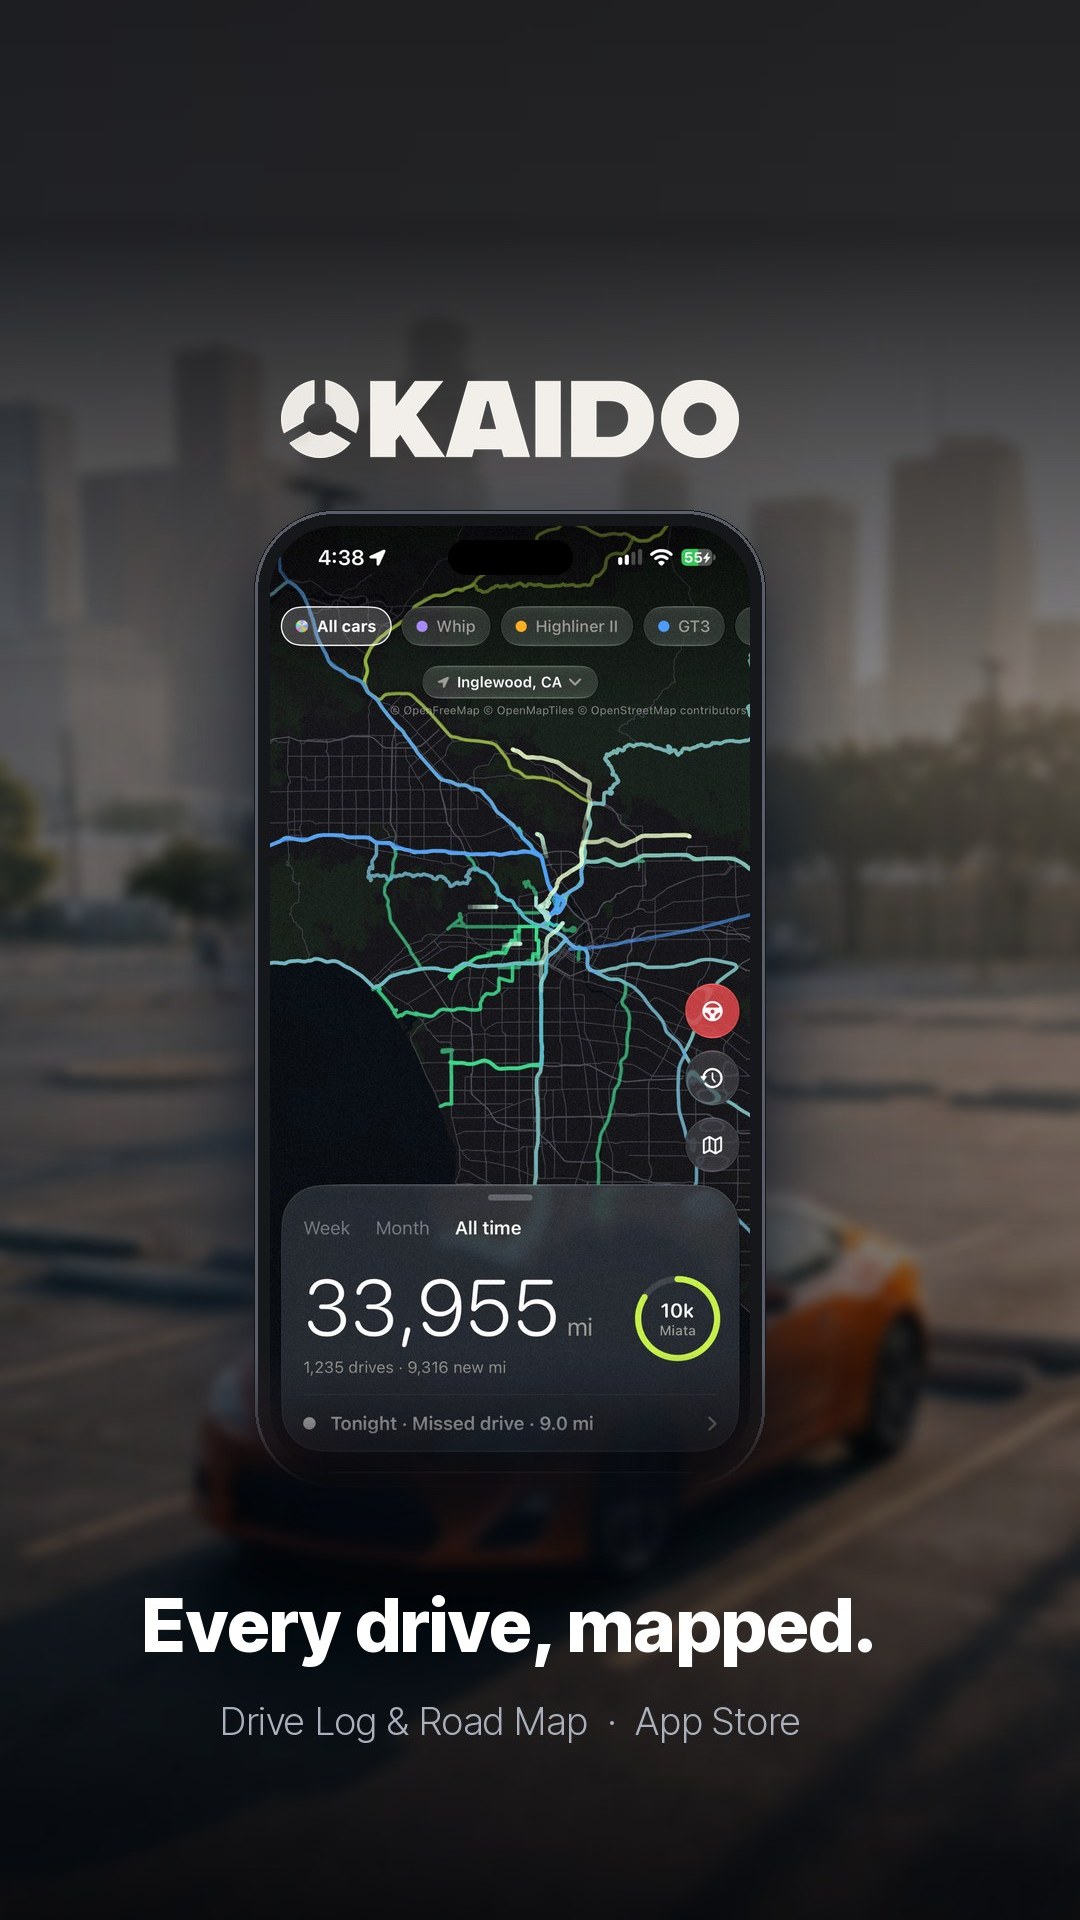 KAIDO
4:38
55
All cars
Whip
Highliner II
GT3
Inglewood, CA
© OpenFreeMap © OpenMapTiles © OpenStreetMap contributors
Week Month All time
33,955 mi
10k
Miata
1,235 drives · 9,316 new mi
Tonight · Missed drive · 9.0 mi
Every drive, mapped.
Drive Log & Road Map · App Store